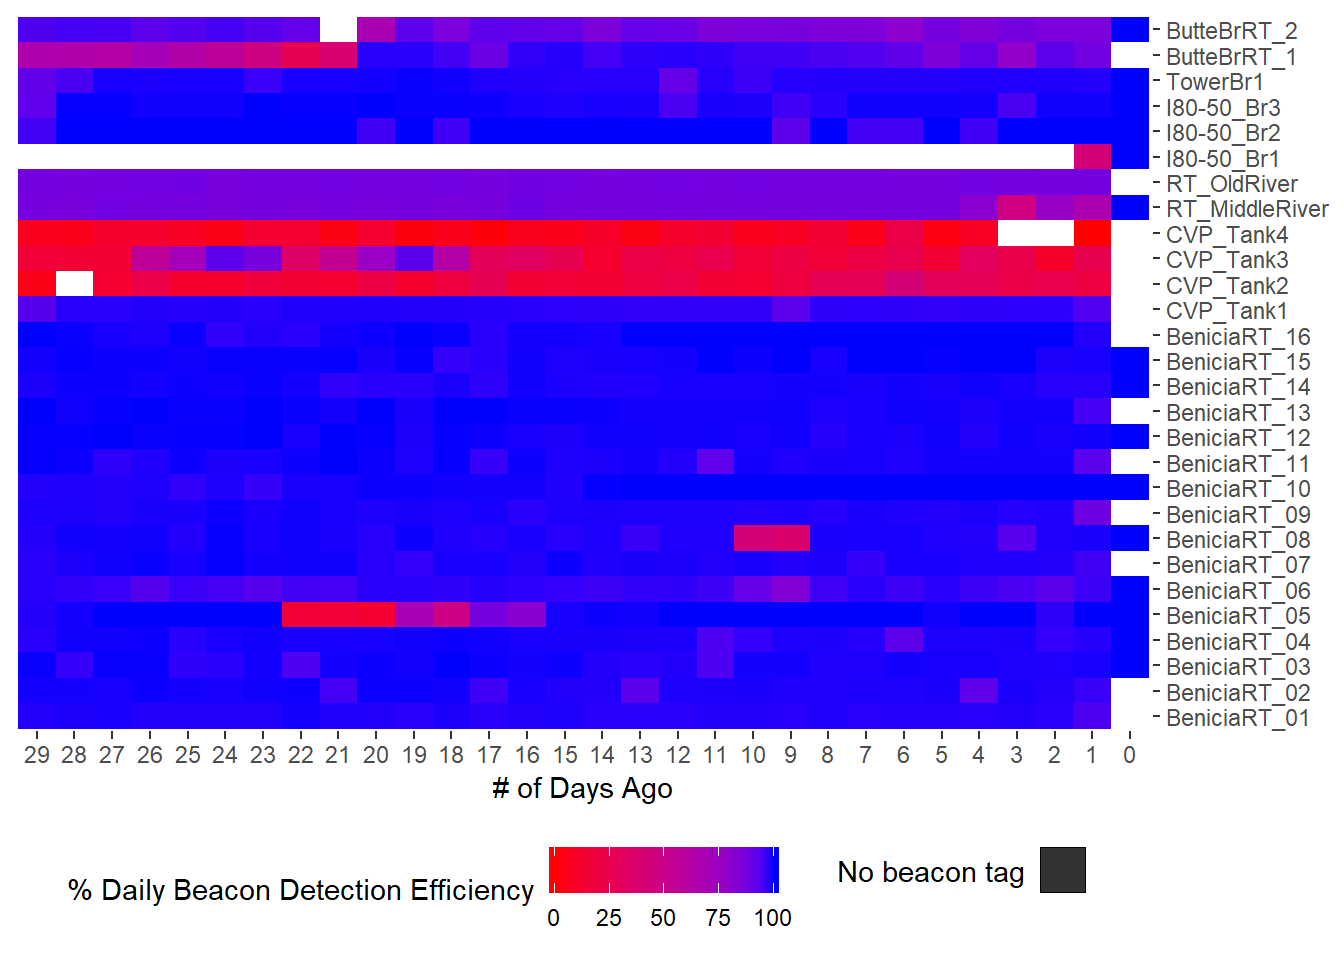 ButteBrRT_2
ButteBrRT_1
TowerBr1
I80-50_Br3
I80-50_Br2
I80-50_Br1
RT_OldRiver
RT_MiddleRiver
CVP_Tank4
CVP_Tank3
CVP_Tank2
CVP_Tank1
BeniciaRT_16
BeniciaRT_15
BeniciaRT_14
BeniciaRT_13
BeniciaRT_12
BeniciaRT_11
BeniciaRT_10
BeniciaRT_09
BeniciaRT_08
BeniciaRT_07
BeniciaRT_06
BeniciaRT_05
BeniciaRT_04
BeniciaRT_03
BeniciaRT_02
BeniciaRT_01
29 28 27 26 25 24 23 22 21 20 19 18 17 16 15 14 13 12 11 10 9 8 7 6 5 4 3 2 1 0
# of Days Ago
% Daily Beacon Detection Efficiency
0 25 50 75 100
No beacon tag